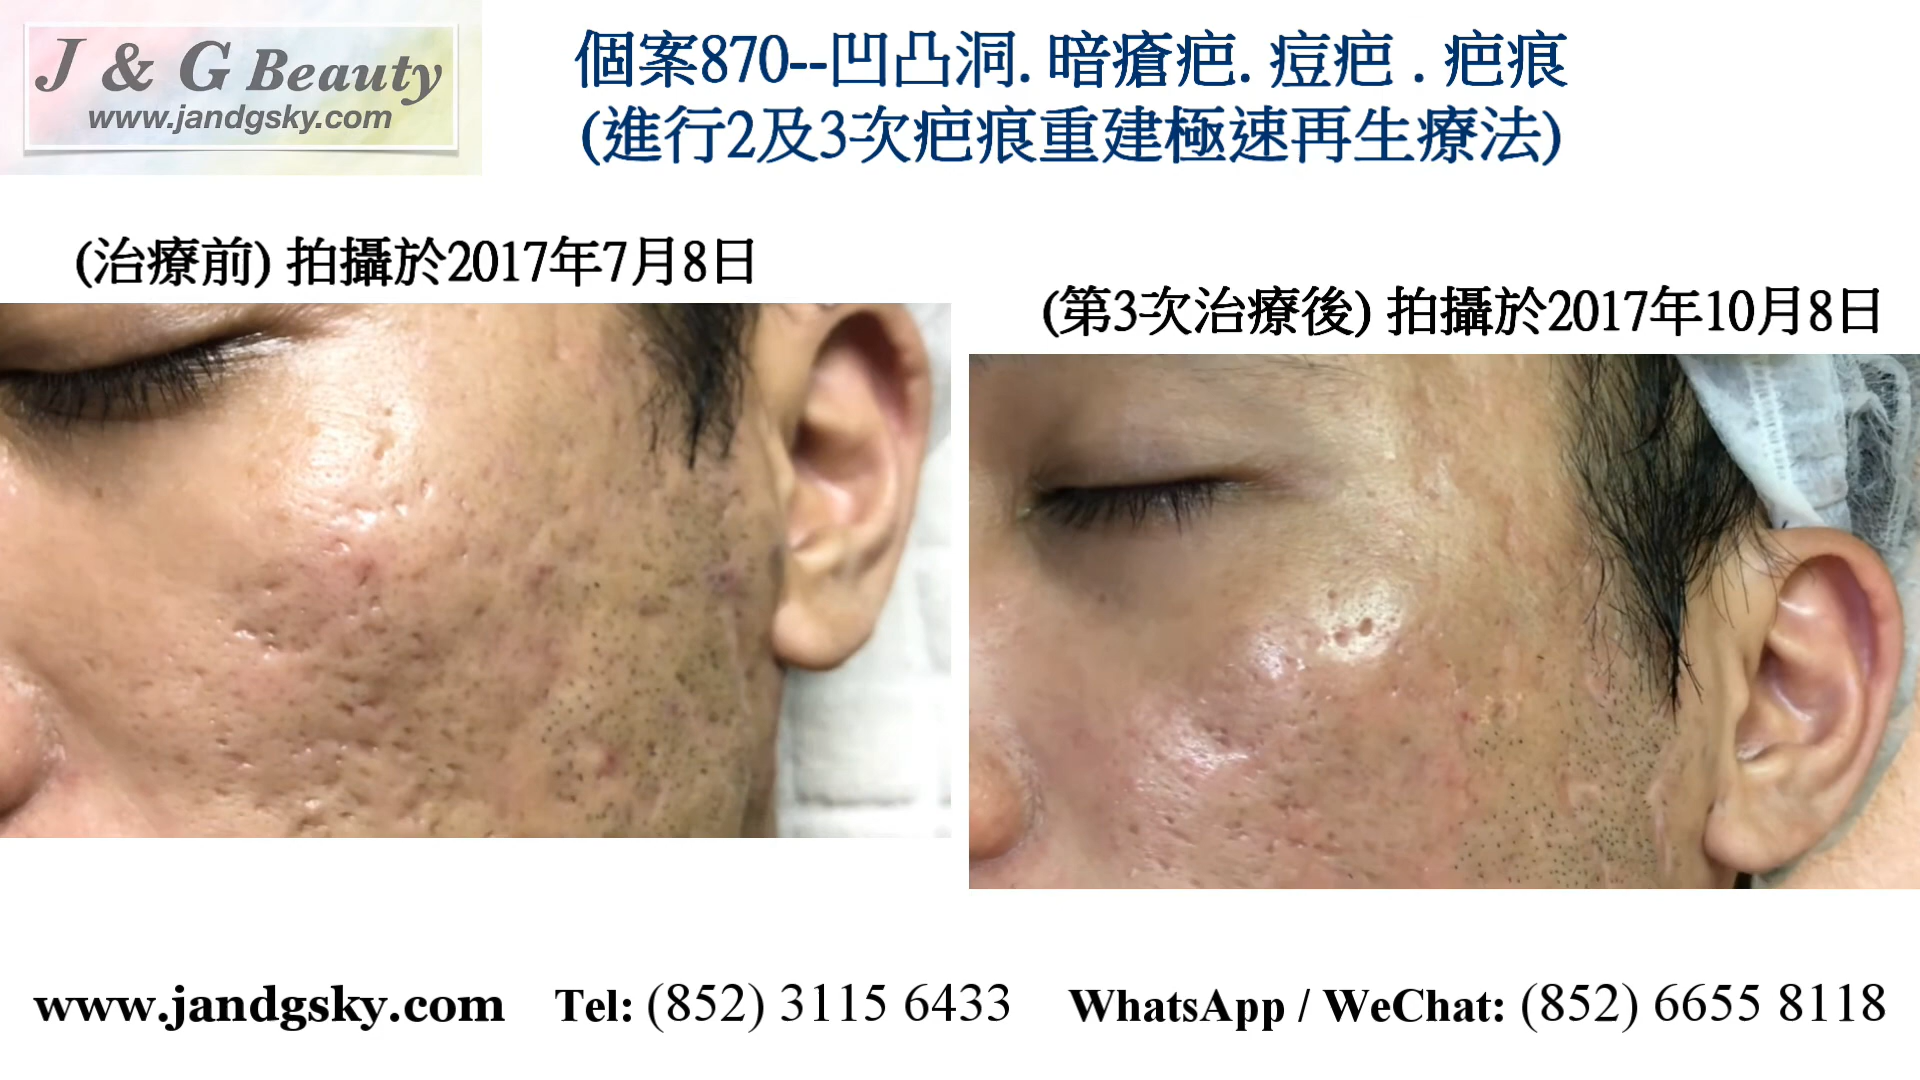 J & G Beauty
www.jandgsky.com
個案870--凹凸洞. 暗瘡疤. 痘疤 . 疤痕
(進行2及3次疤痕重建極速再生療法)
(治療前) 拍攝於2017年7月8日
(第3次治療後) 拍攝於2017年10月8日
www.jandgsky.com Tel: (852) 3115 6433 WhatsApp / WeChat: (852) 6655 8118